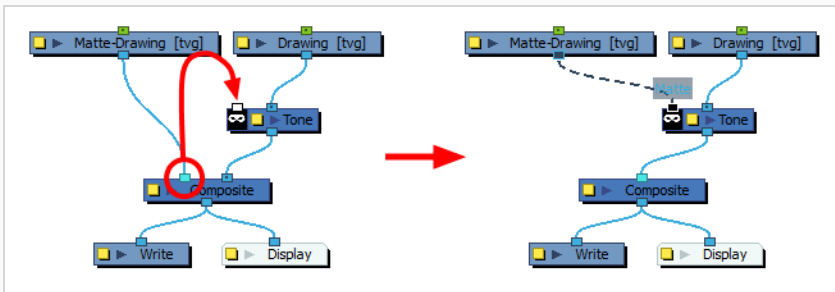 Matte-Drawing [tvg]
Drawing [tvg]
Tone
Composite
Write
Display
Matte-Drawing [tvg]
Drawing [tvg]
Matte
Tone
Composite
Write
Display